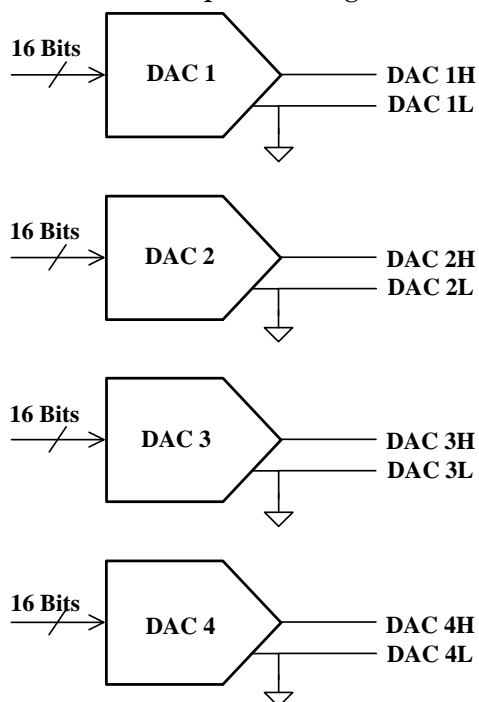 16 Bits
DAC 1
DAC 1H
DAC 1L
16 Bits
DAC 2
DAC 2H
DAC 2L
16 Bits
DAC 3
DAC 3H
DAC 3L
16 Bits
DAC 4
DAC 4H
DAC 4L